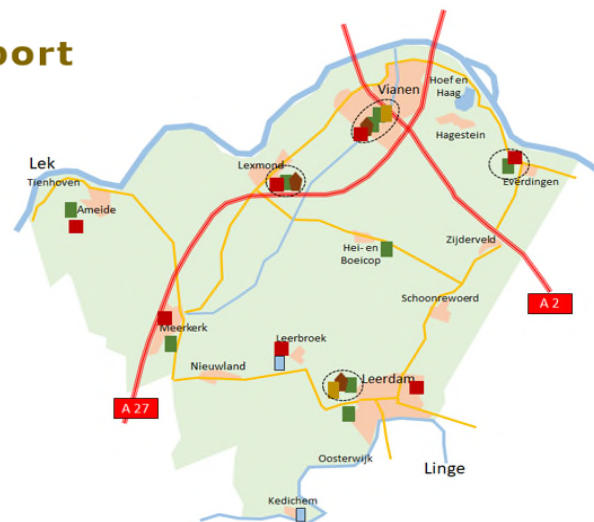 port
Vianen
Hoef en
Haag
Hagestein
Lek
Tienhoven
Lexmond
Everdingen
Ameide
Hei- en
Boeicop
Zijderveld
Schoonrewoerd
A 2
Meerkerk
Leerbroek
Nieuwland
Leerdam
A 27
Oosterwijk
Linge
Kedichem